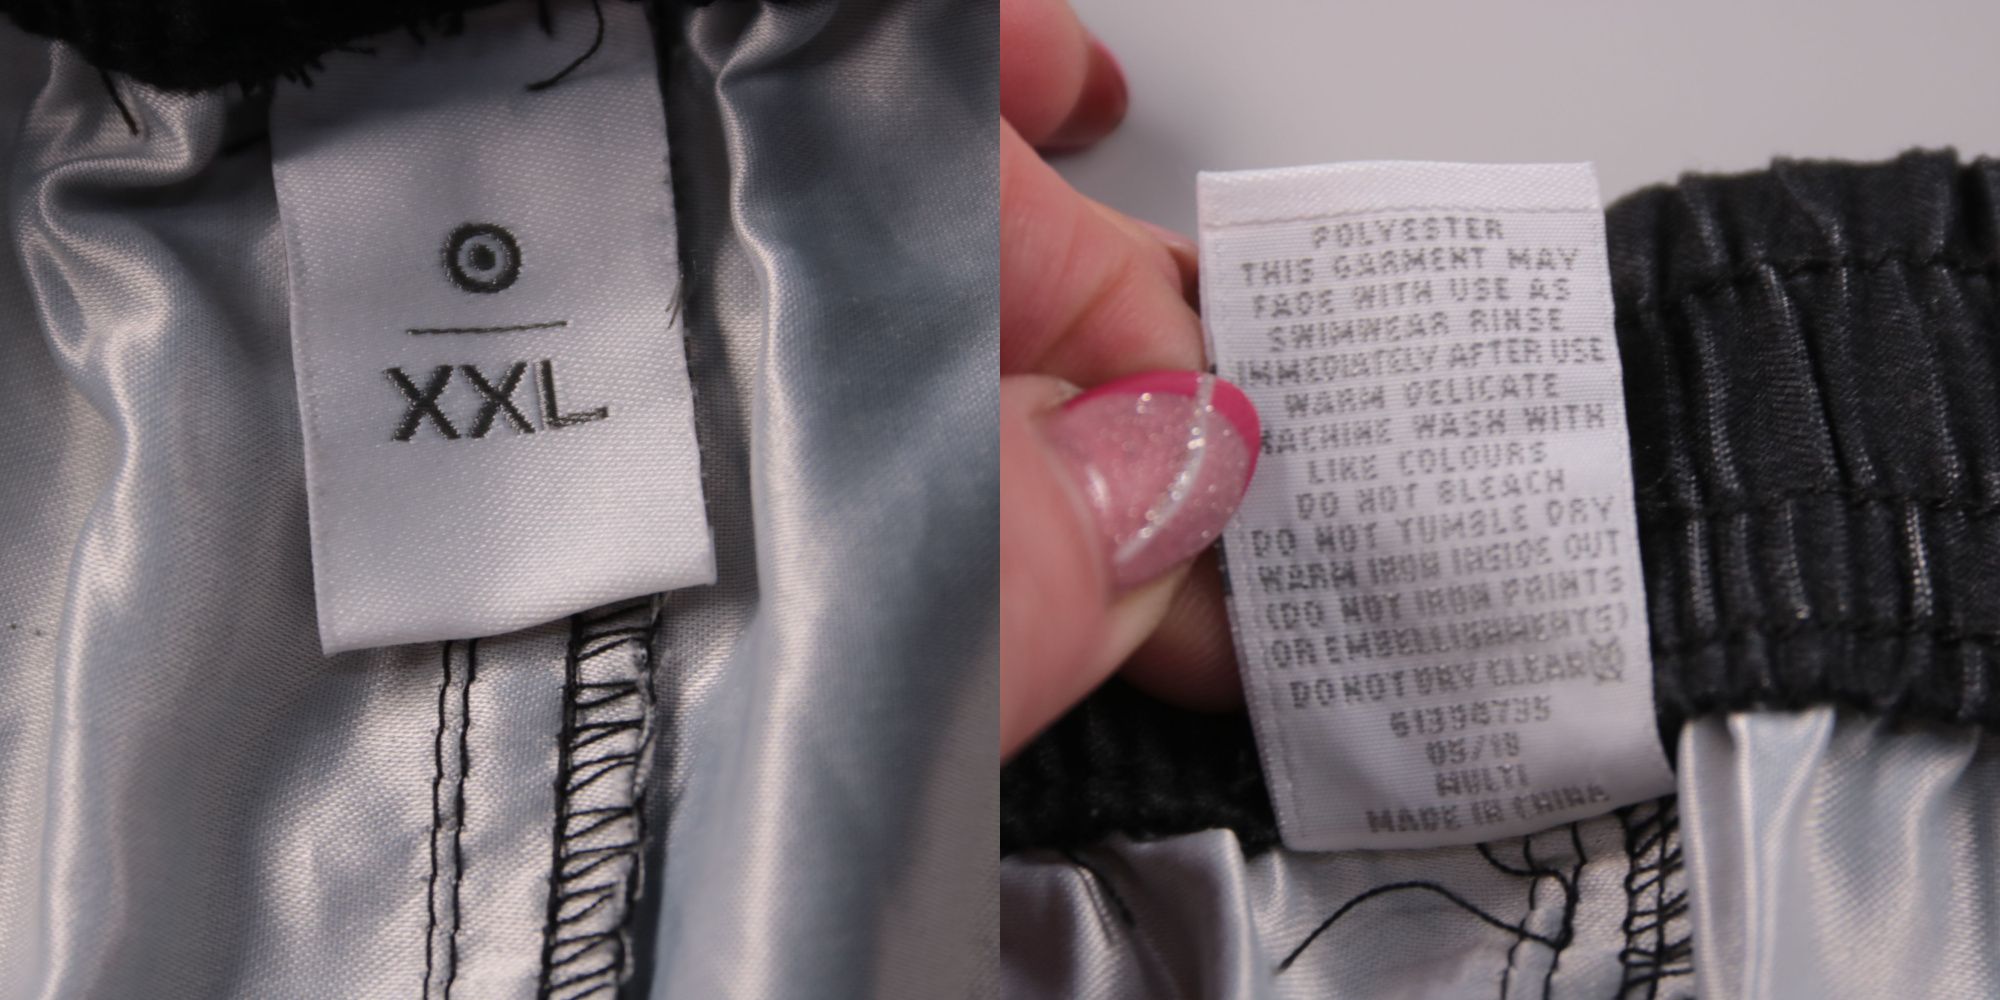 XXL
POLYESTER
THIS GARMENT MAY
FADE WITH USE AS
SWIMWEAR RINSE
IMMEDIATELY AFTER USE
WARM DELICATE
MACHINE WASH WITH
LIKE COLOURS
DO NOT BLEACH
DO NOT TUMBLE DRY
WARM IRON INSIDE OUT
(DO NOT IRON PRINTS
OR EMBELLISHMENTS)
DO NOT DRY CLEAN
61398735
05/18
MULTI
MADE IN CHINA